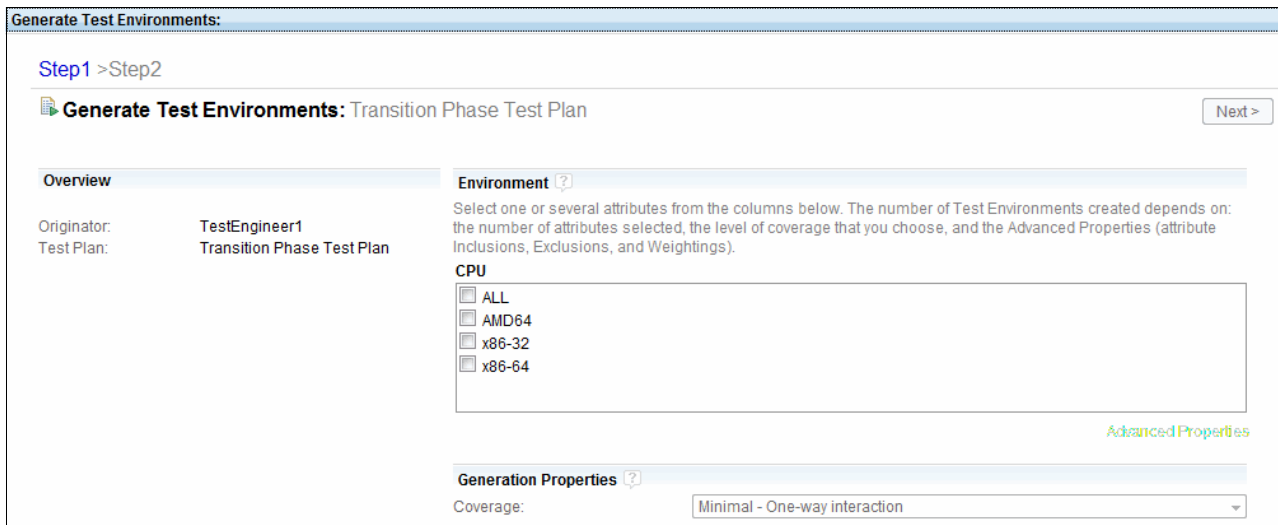 Generate Test Environments:
Step1 >Step2
Generate Test Environments: Transition Phase Test Plan
Next >
Overview
Originator: TestEngineer1
Test Plan: Transition Phase Test Plan
Environment ?
Select one or several attributes from the columns below. The number of Test Environments created depends on:
the number of attributes selected, the level of coverage that you choose, and the Advanced Properties (attribute
Inclusions, Exclusions, and Weightings).
CPU
ALL
AMD64
x86-32
x86-64
Advanced Properties
Generation Properties ?
Coverage: Minimal - One-way interaction